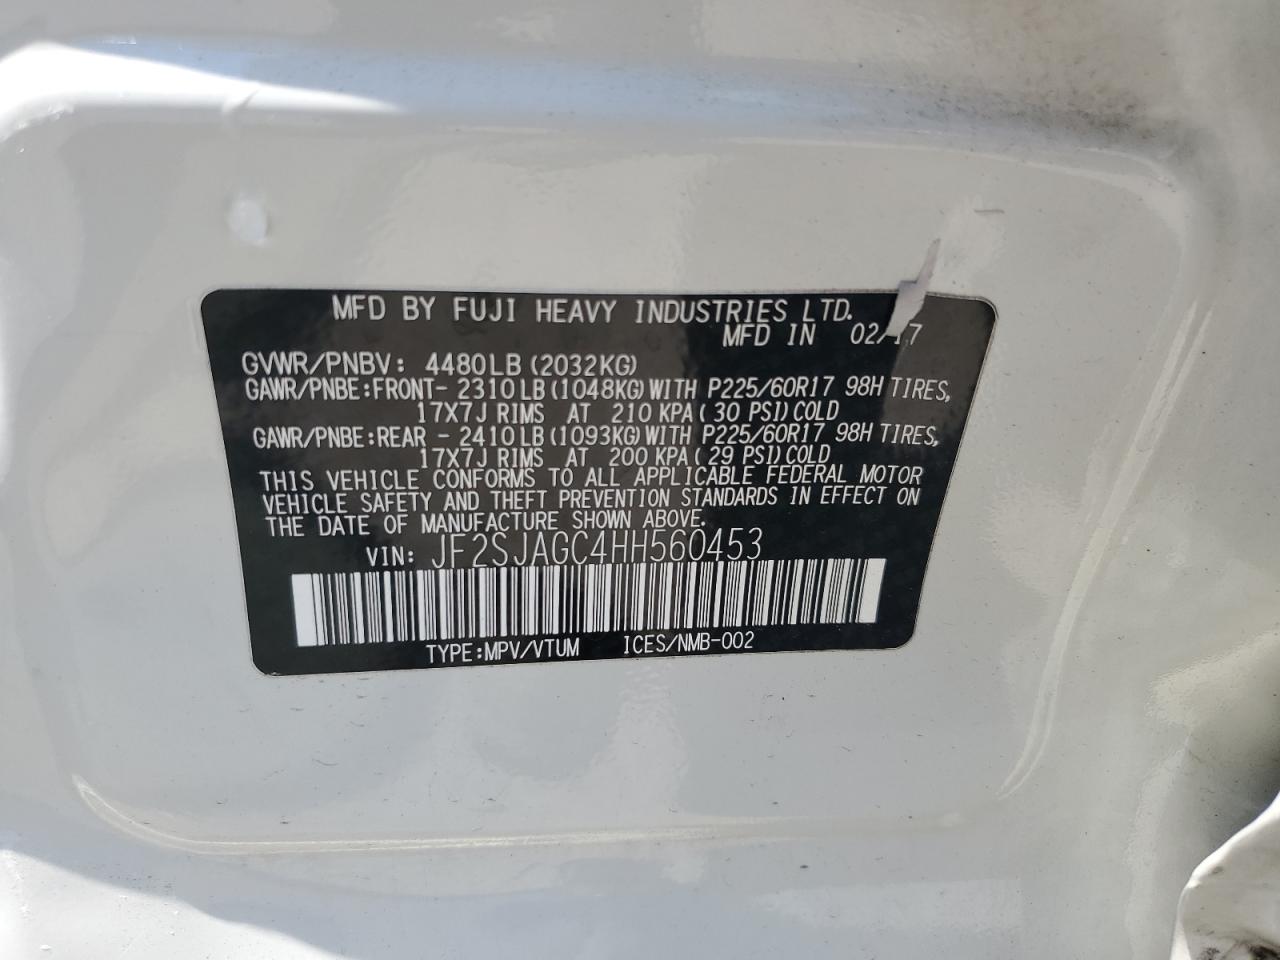 MFD BY FUJI HEAVY INDUSTRIES LTD.
MFD IN 02/17
GVWR/PNBV: 4480LB (2032KG)
GAWR/PNBE:FRONT- 2310LB (1048KG) WITH P225/60R17 98H TIRES,
17X7J RIMS AT 210 KPA (30 PSI) COLD
GAWR/PNBE:REAR - 2410LB (1093KG) WITH P225/60R17 98H TIRES,
17X7J RIMS AT 200 KPA (29 PSI) COLD
THIS VEHICLE CONFORMS TO ALL APPLICABLE FEDERAL MOTOR
VEHICLE SAFETY AND THEFT PREVENTION STANDARDS IN EFFECT ON
THE DATE OF MANUFACTURE SHOWN ABOVE.
VIN: JF2SJAGC4HH560453
TYPE:MPV/VTUM ICES/NMB-002